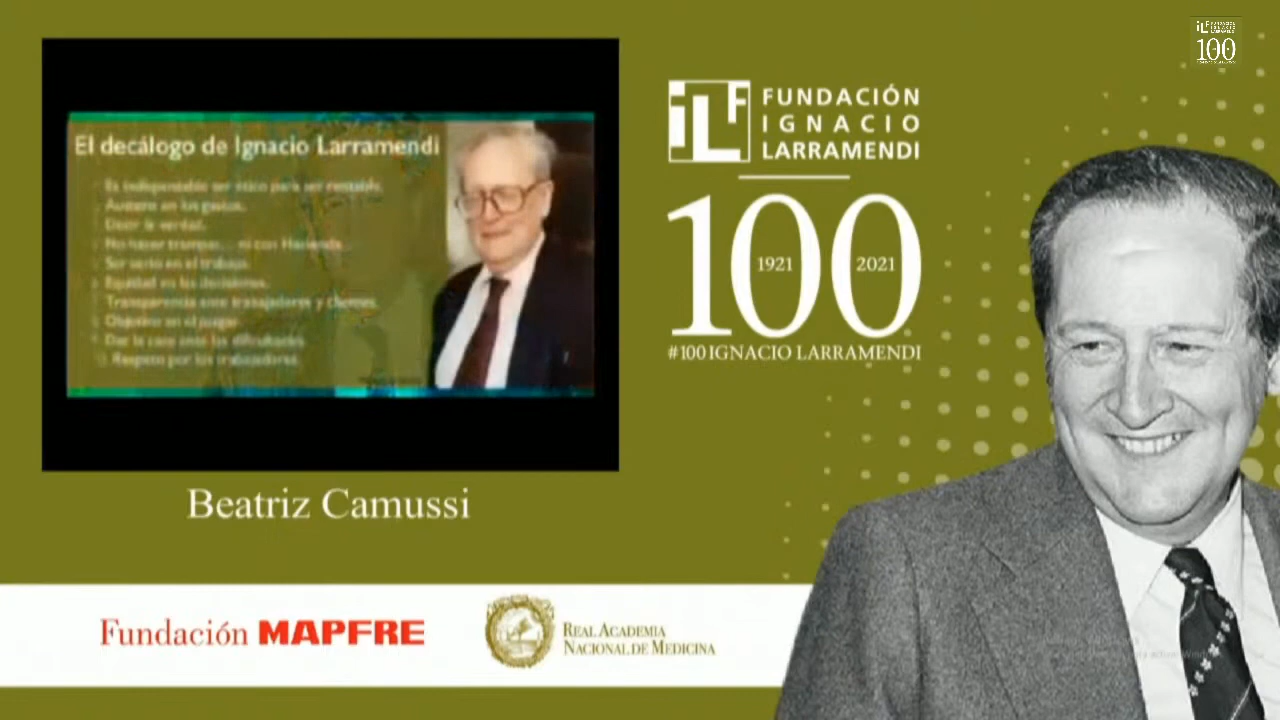 El decálogo de Ignacio Larramendi
Es indispensable ser ético para ser rentable.
Austero en los gastos.
Decir la verdad.
No hacer trampas... ni con Hacienda...
Ser serio en el trabajo.
Equidad en las decisiones.
Transparencia ante trabajadores y clientes.
Objetivo en el juzgar.
Dar la cara ante las dificultades.
Respeto por los trabajadores.
Beatriz Camussi
FUNDACIÓN
IGNACIO
LARRAMENDI
100
1921 2021
#100 IGNACIO LARRAMENDI
Fundación MAPFRE
REAL ACADEMIA
NACIONAL DE MEDICINA
100